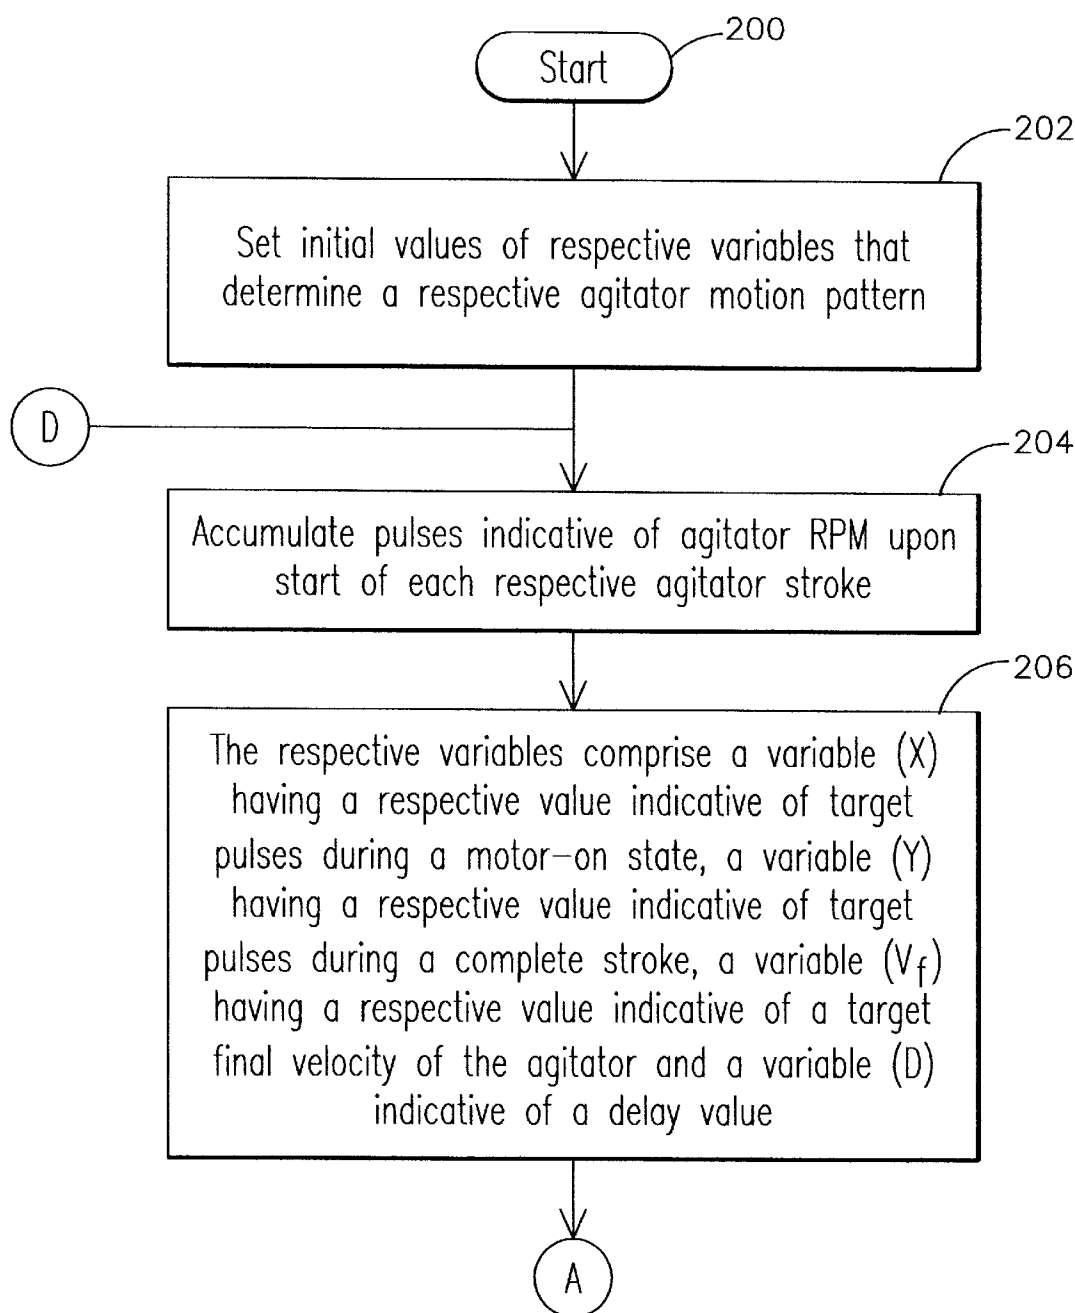 200
Start
202
Set initial values of respective variables that
determine a respective agitator motion pattern
D
204
Accumulate pulses indicative of agitator RPM upon
start of each respective agitator stroke
206
The respective variables comprise a variable (X)
having a respective value indicative of target
pulses during a motor-on state, a variable (Y)
having a respective value indicative of target
pulses during a complete stroke, a variable (Vf)
having a respective value indicative of a target
final velocity of the agitator and a variable (D)
indicative of a delay value
A